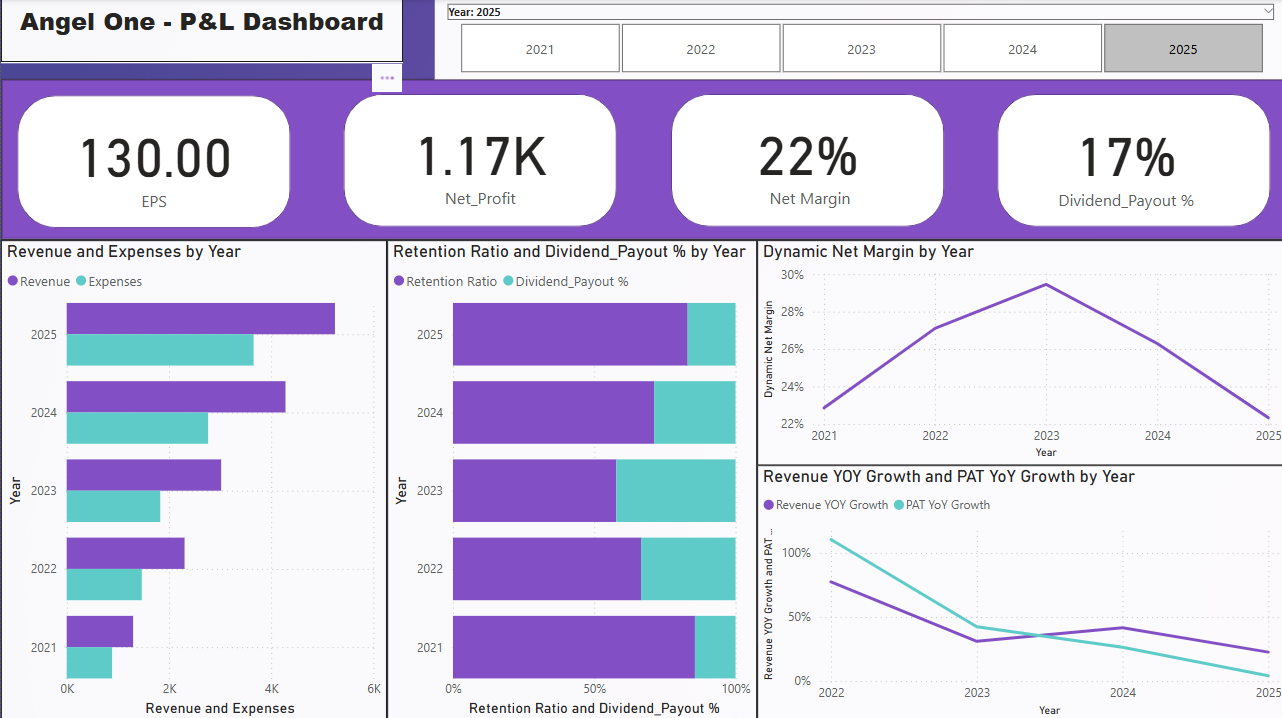 Angel One - P&L Dashboard
Year: 2025
2021 2022 2023 2024 2025
130.00
EPS
1.17K
Net_Profit
22%
Net Margin
17%
Dividend_Payout %
Revenue and Expenses by Year
Revenue Expenses
Year
2025
2024
2023
2022
2021
0K 2K 4K 6K
Revenue and Expenses
Retention Ratio and Dividend_Payout % by Year
Retention Ratio Dividend_Payout %
Year
2025
2024
2023
2022
2021
0% 50% 100%
Retention Ratio and Dividend_Payout %
Dynamic Net Margin by Year
Dynamic Net Margin
30%
28%
26%
24%
22%
2021 2022 2023 2024 2025
Year
Revenue YOY Growth and PAT YoY Growth by Year
Revenue YOY Growth PAT YoY Growth
Revenue YOY Growth and PAT ...
100%
50%
0%
2022 2023 2024 2025
Year